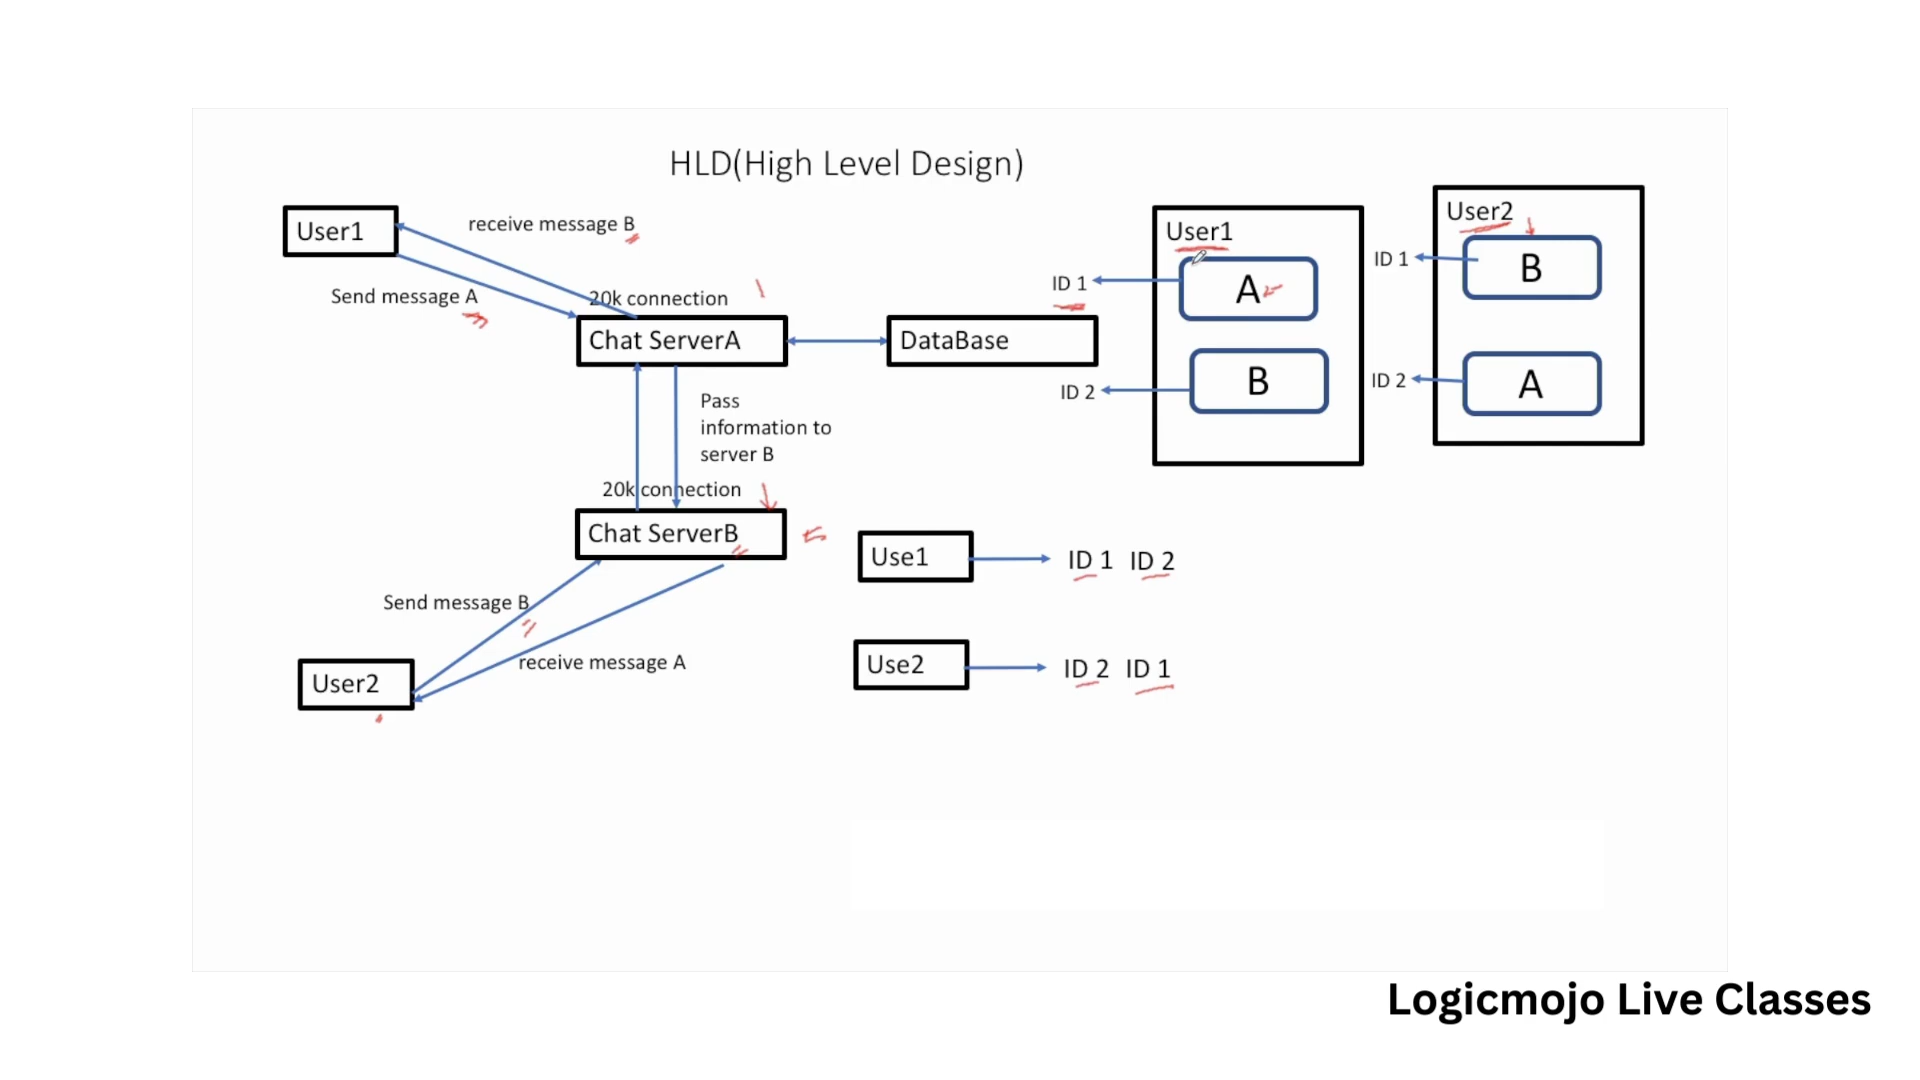 HLD(High Level Design)
User1
receive message B
Send message A
20k connection
Chat ServerA
DataBase
Pass
information to
server B
20k connection
Chat ServerB
Send message B
receive message A
User2
User1
A
B
ID 1
ID 2
User2
B
A
ID 1
ID 2
Use1
ID 1 ID 2
Use2
ID 2 ID 1
Logicmojo Live Classes